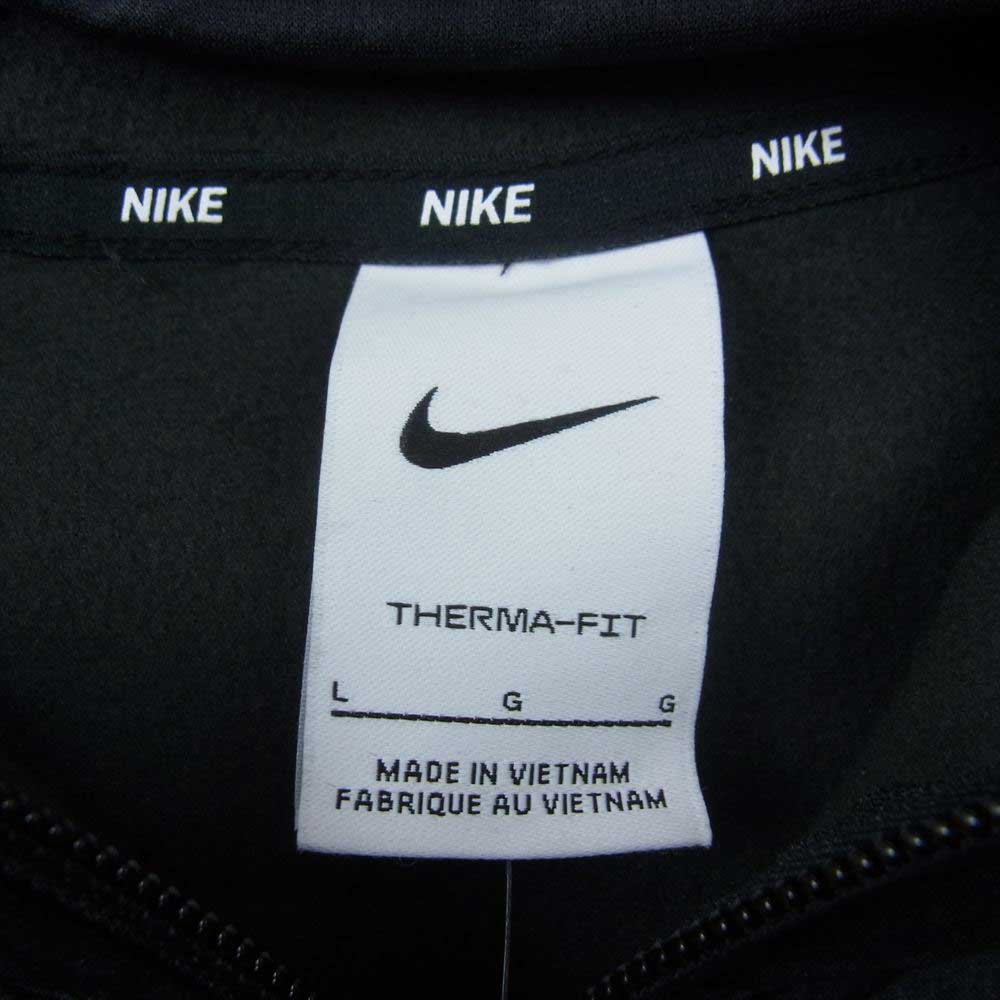 NIKE NIKE NIKE
THERMA-FIT
L G G
MADE IN VIETNAM
FABRIQUE AU VIETNAM